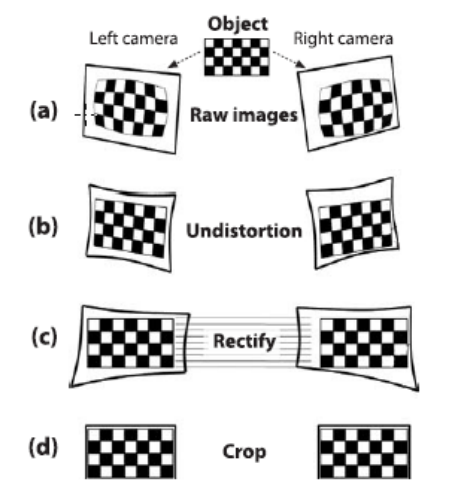 Object
Left camera
Right camera
(a)
Raw images
(b)
Undistortion
(c)
Rectify
(d)
Crop